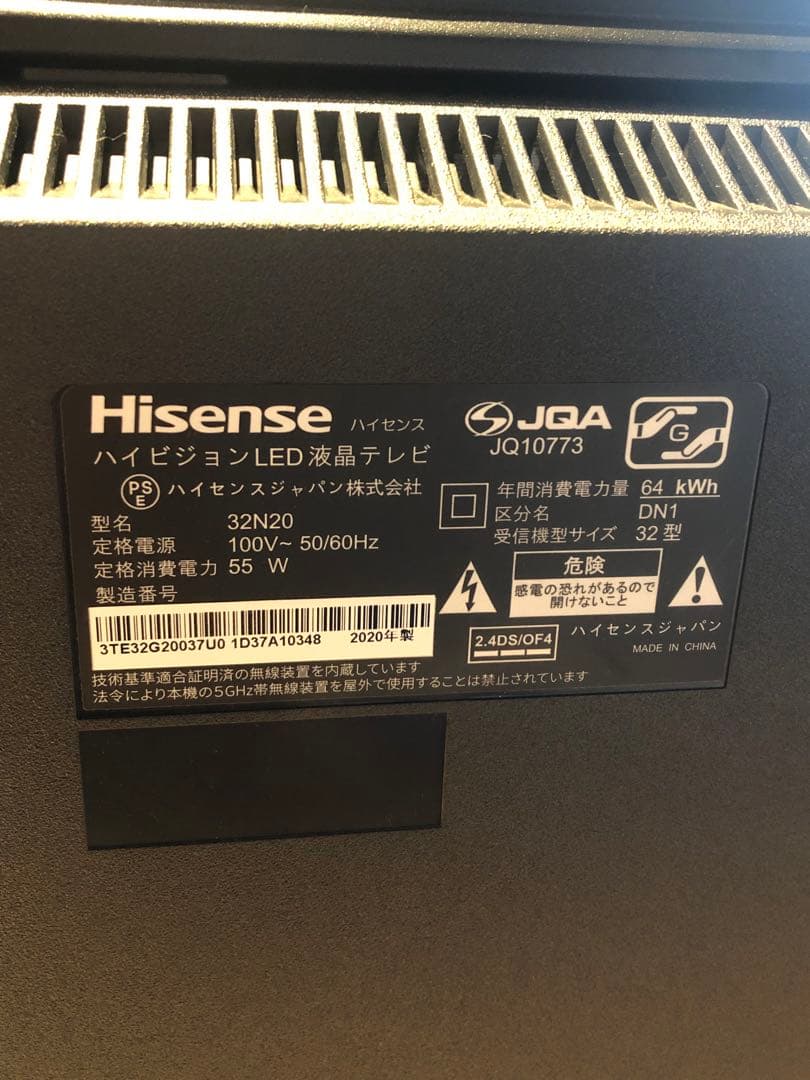 Hisense ハイセンス
JQA
JQ10773
G
ハイビジョンLED液晶テレビ
PS
E
ハイセンスジャパン株式会社
年間消費電力量 64 kWh
区分名 DN1
受信機型サイズ 32型
型名 32N20
定格電源 100V~ 50/60Hz
定格消費電力 55 W
製造番号
3TE32G20037U0 1D37A10348 2020年製
危険
感電の恐れがあるので
開けないこと
2.4DS/OF4
ハイセンスジャパン
MADE IN CHINA
技術基準適合証明済の無線装置を内蔵しています
法令により本機の5GHz帯無線装置を屋外で使用することは禁止されています